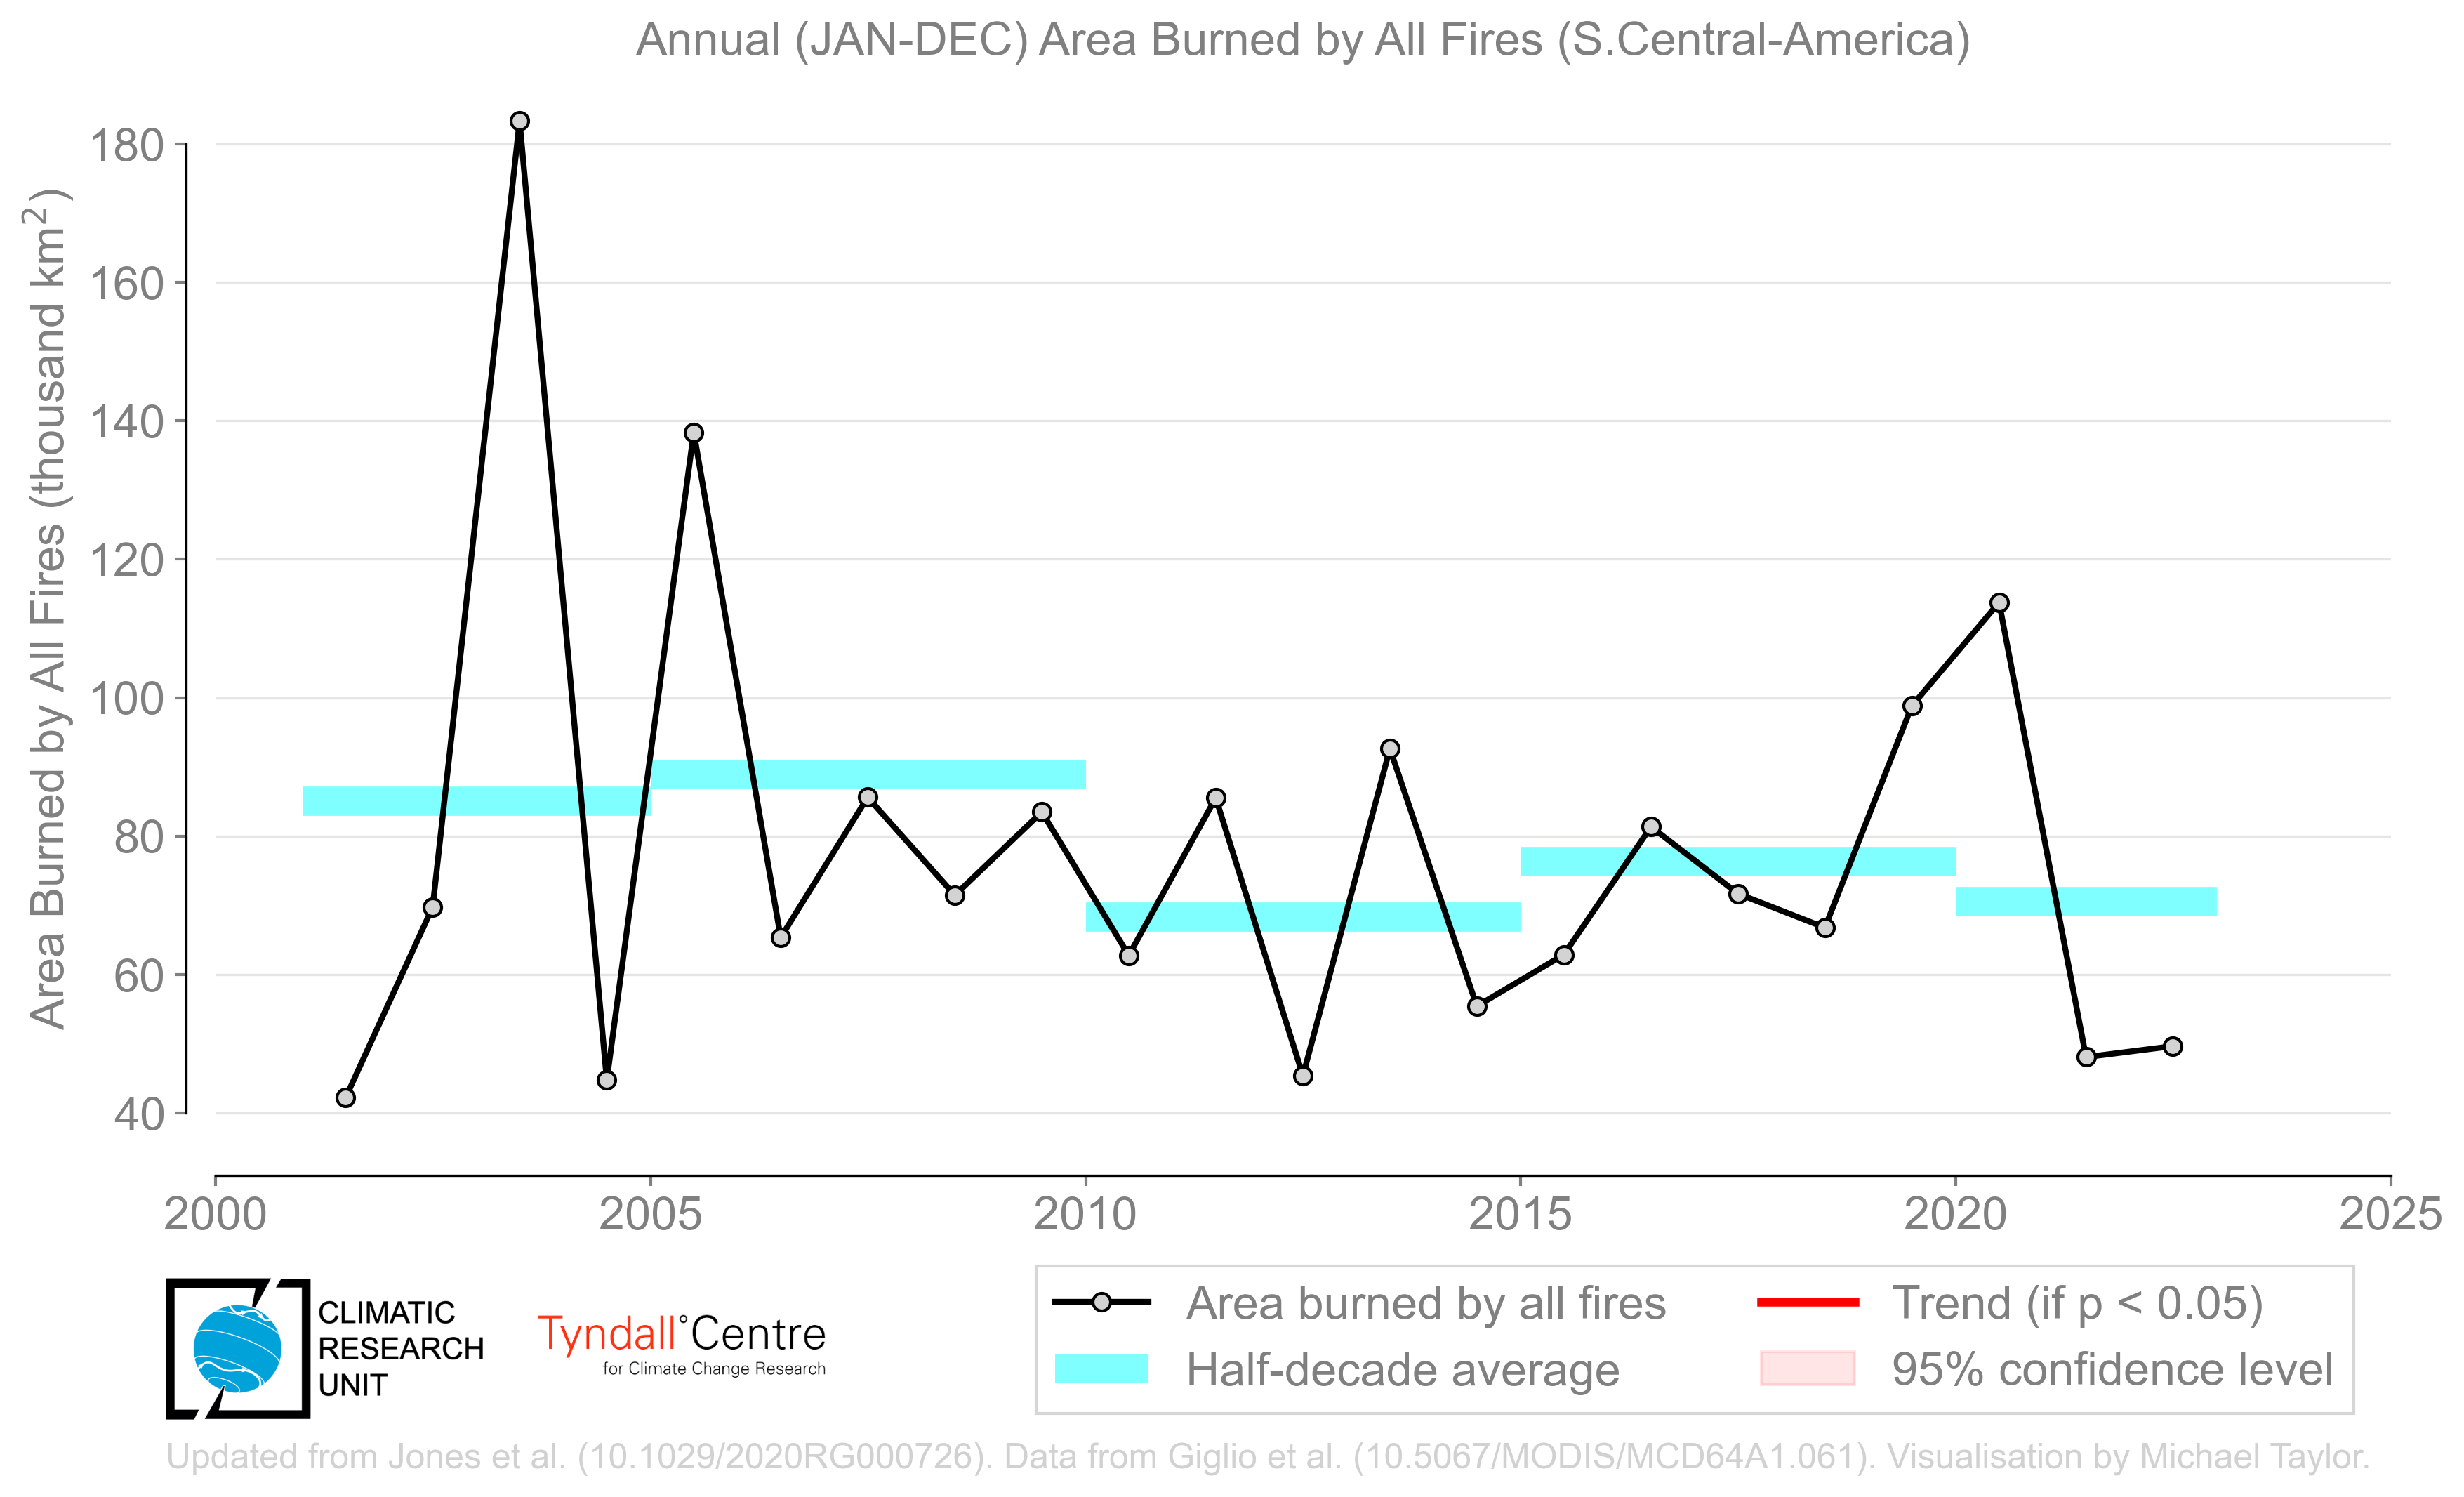 Annual (JAN-DEC) Area Burned by All Fires (S.Central-America)
Area Burned by All Fires (thousand km²)
180
160
140
120
100
80
60
40
2000 2005 2010 2015 2020 2025
CLIMATIC
RESEARCH
UNIT
Tyndall°Centre
for Climate Change Research
Area burned by all fires
Half-decade average
Trend (if p < 0.05)
95% confidence level
Updated from Jones et al. (10.1029/2020RG000726). Data from Giglio et al. (10.5067/MODIS/MCD64A1.061). Visualisation by Michael Taylor.